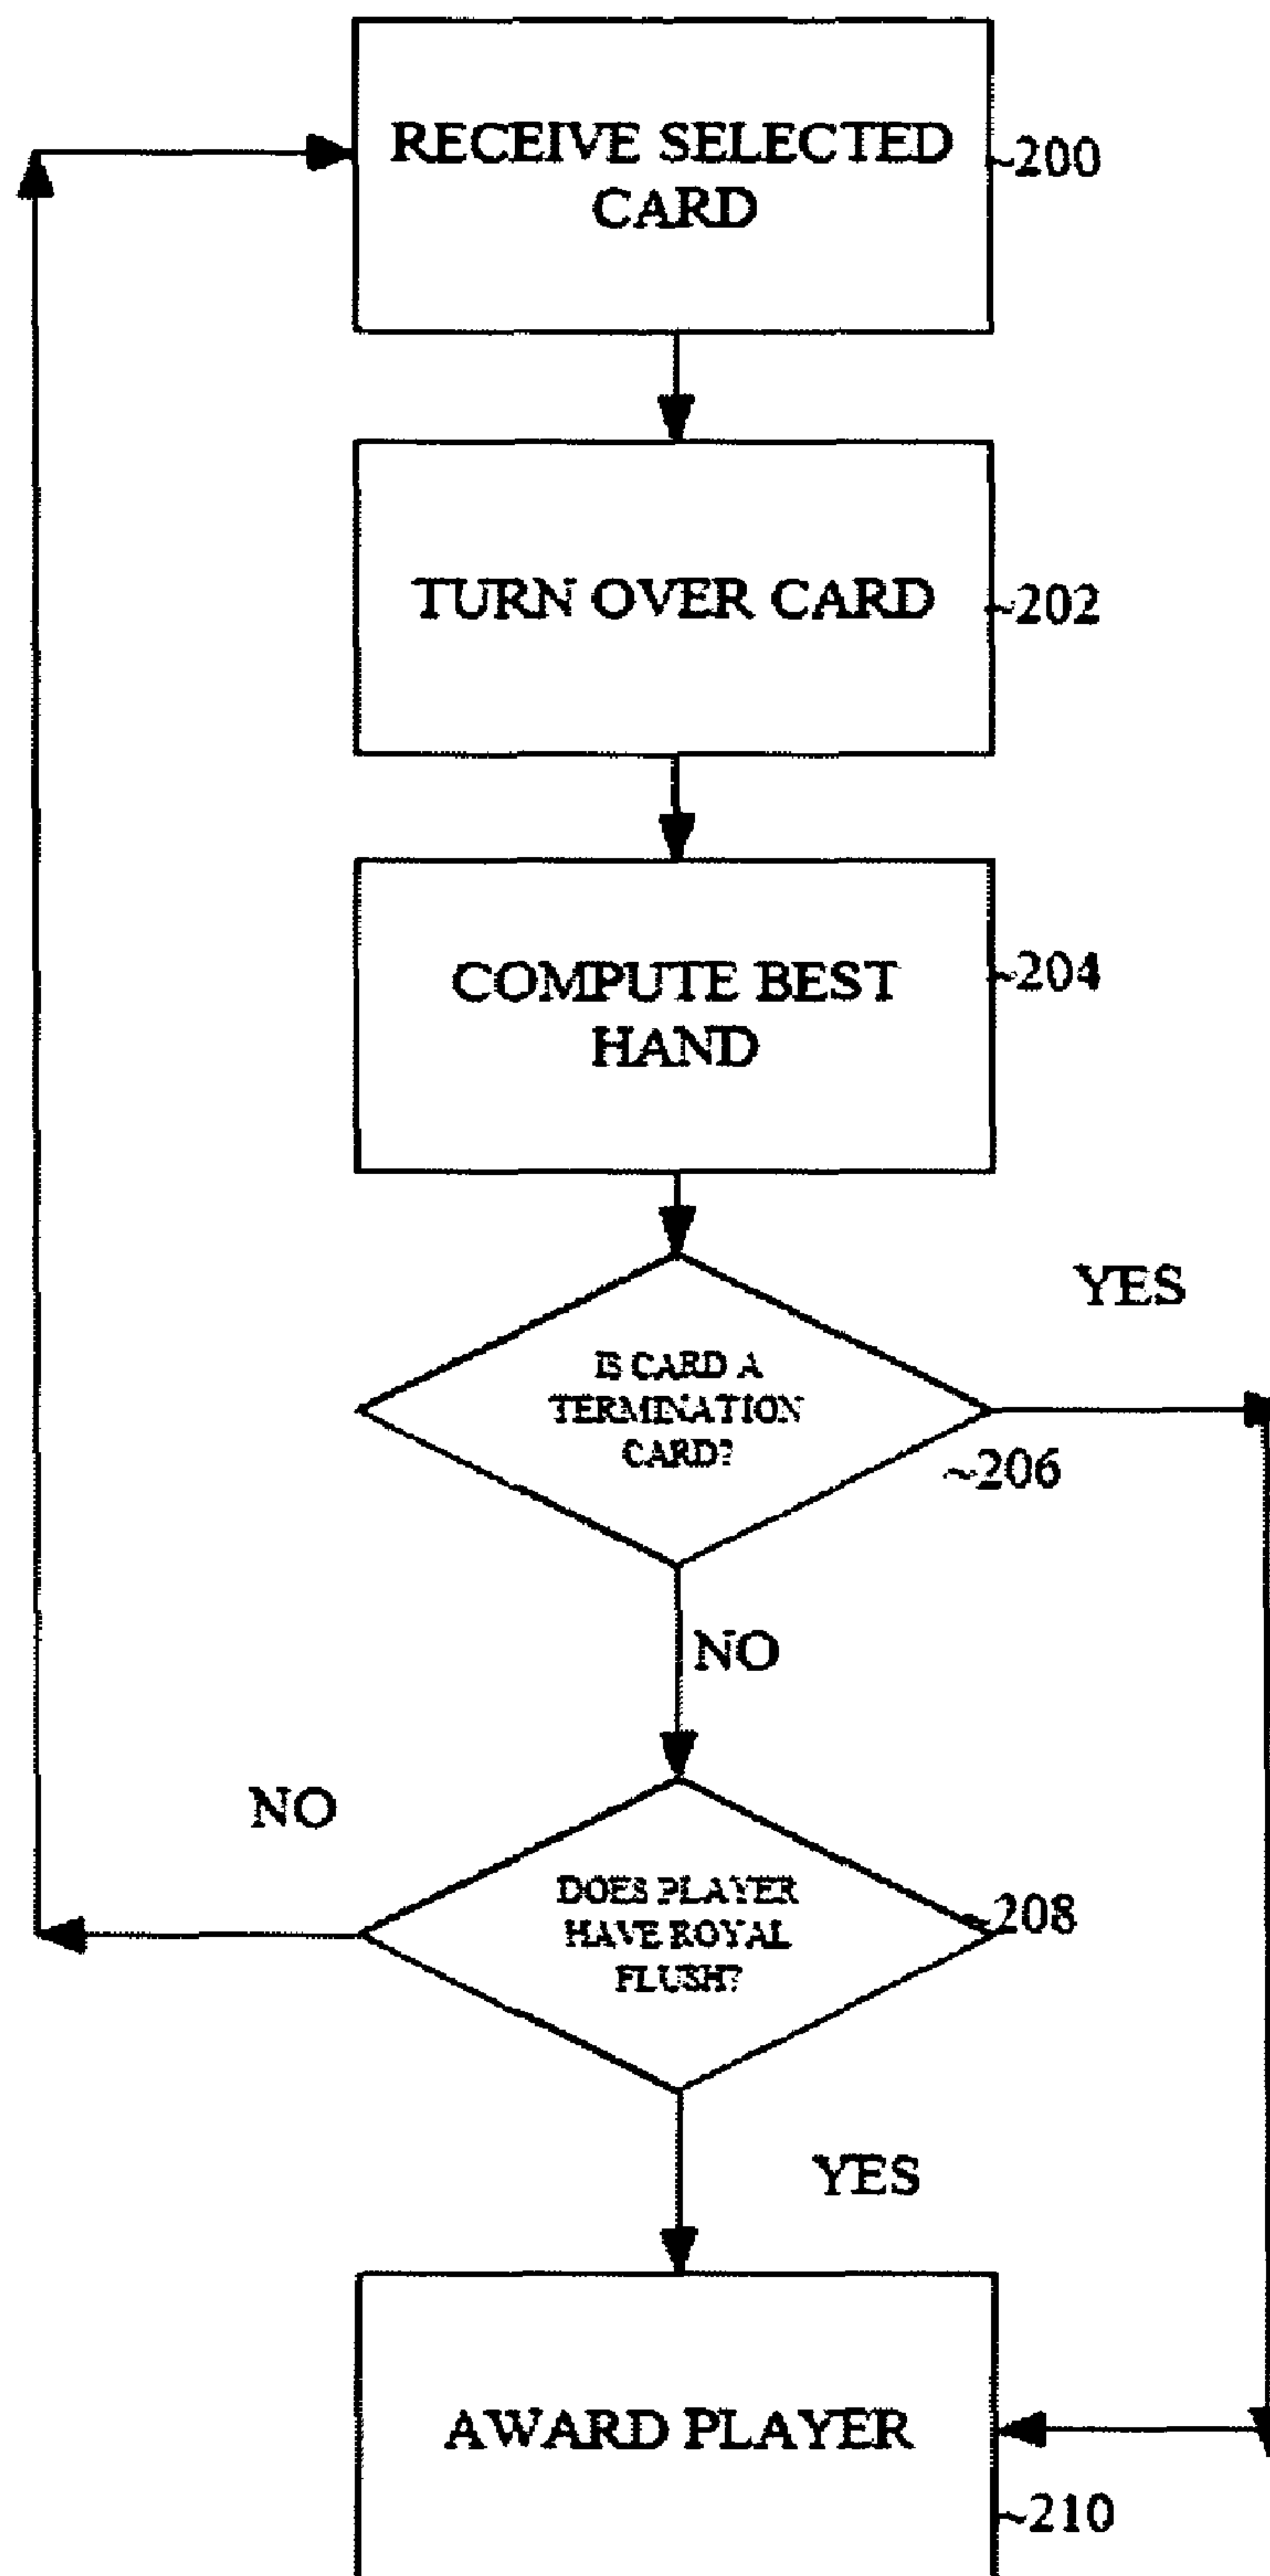 RECEIVE SELECTED
CARD
~200
TURN OVER CARD
~202
COMPUTE BEST
HAND
~204
IS CARD A
TERMINATION
CARD?
YES
~206
NO
DOES PLAYER
HAVE ROYAL
FLUSH?
~208
NO
YES
AWARD PLAYER
~210